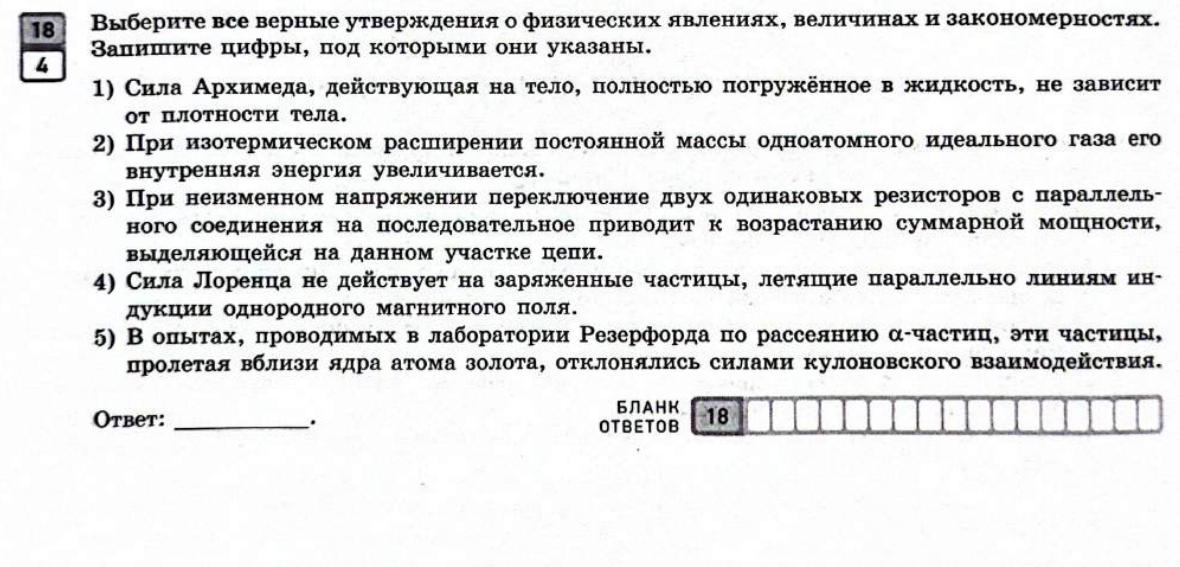 18
4
Выберите все верные утверждения о физических явлениях, величинах и закономерностях.
Запишите цифры, под которыми они указаны.
1) Сила Архимеда, действующая на тело, полностью погружённое в жидкость, не зависит
от плотности тела.
2) При изотермическом расширении постоянной массы одноатомного идеального газа его
внутренняя энергия увеличивается.
3) При неизменном напряжении переключение двух одинаковых резисторов с параллель-
ного соединения на последовательное приводит к возрастанию суммарной мощности,
выделяющейся на данном участке цепи.
4) Сила Лоренца не действует на заряженные частицы, летящие параллельно линиям ин-
дукции однородного магнитного поля.
5) В опытах, проводимых в лаборатории Резерфорда по рассеянию α-частиц, эти частицы,
пролетая вблизи ядра атома золота, отклонялись силами кулоновского взаимодействия.
Ответ: ____________.
БЛАНК
ОТВЕТОВ
18